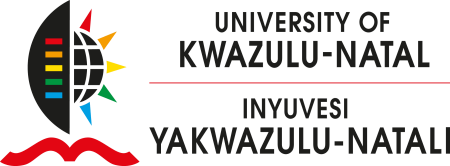 UNIVERSITY OF
KWAZULU-NATAL
INYUVESI
YAKWAZULU-NATALI